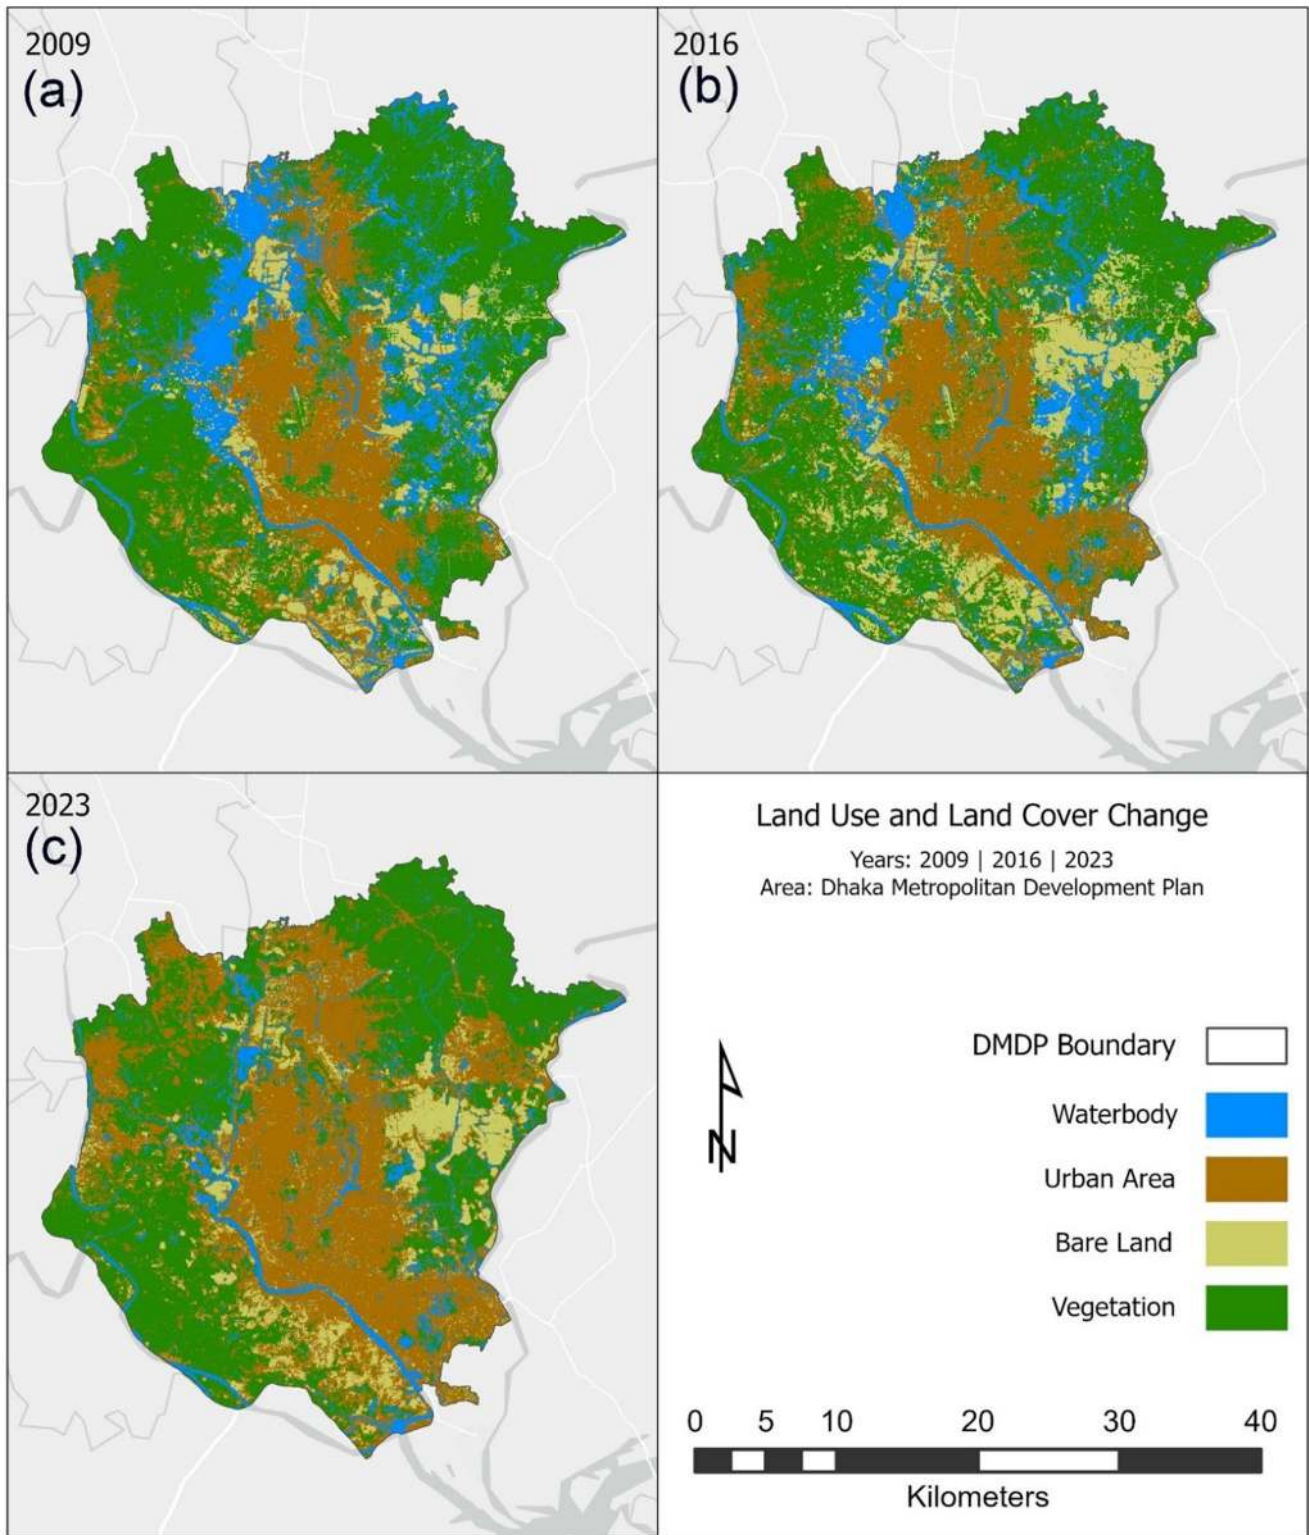 2009
(a)
2016
(b)
2023
(c)
Land Use and Land Cover Change
Years: 2009 | 2016 | 2023
Area: Dhaka Metropolitan Development Plan
N
DMDP Boundary
Waterbody
Urban Area
Bare Land
Vegetation
0 5 10 20 30 40
Kilometers